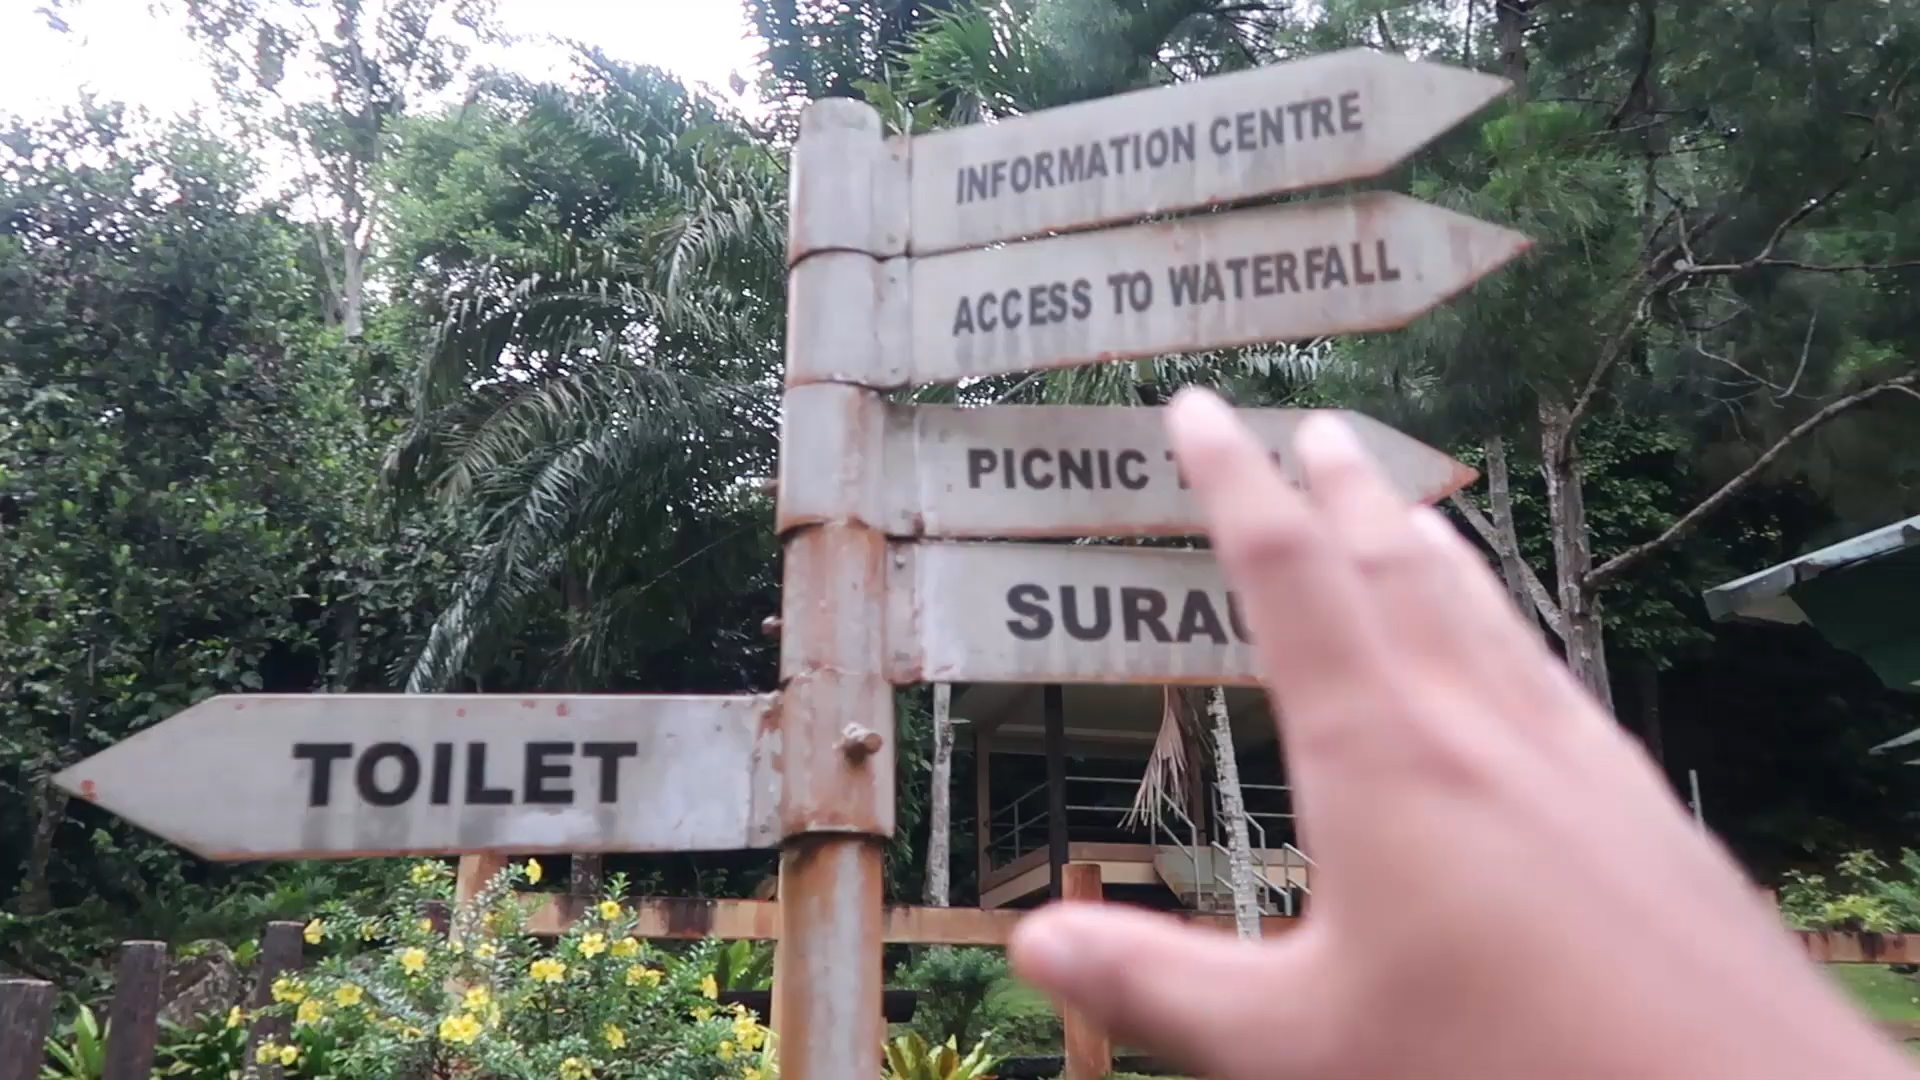 INFORMATION CENTRE
ACCESS TO WATERFALL
PICNIC
SURAU
TOILET